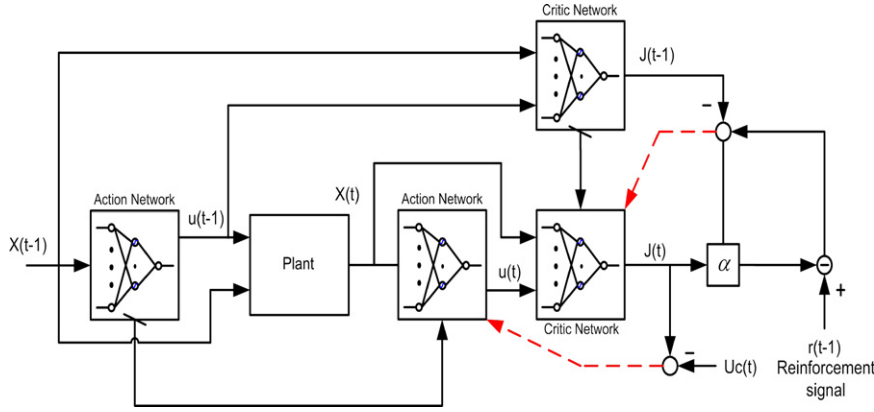 Critic Network
J(t-1)
−
Action Network
u(t-1)
X(t)
Action Network
X(t-1)
Plant
J(t)
α
u(t)
+
Critic Network
−
Uc(t)
r(t-1)
Reinforcement
signal